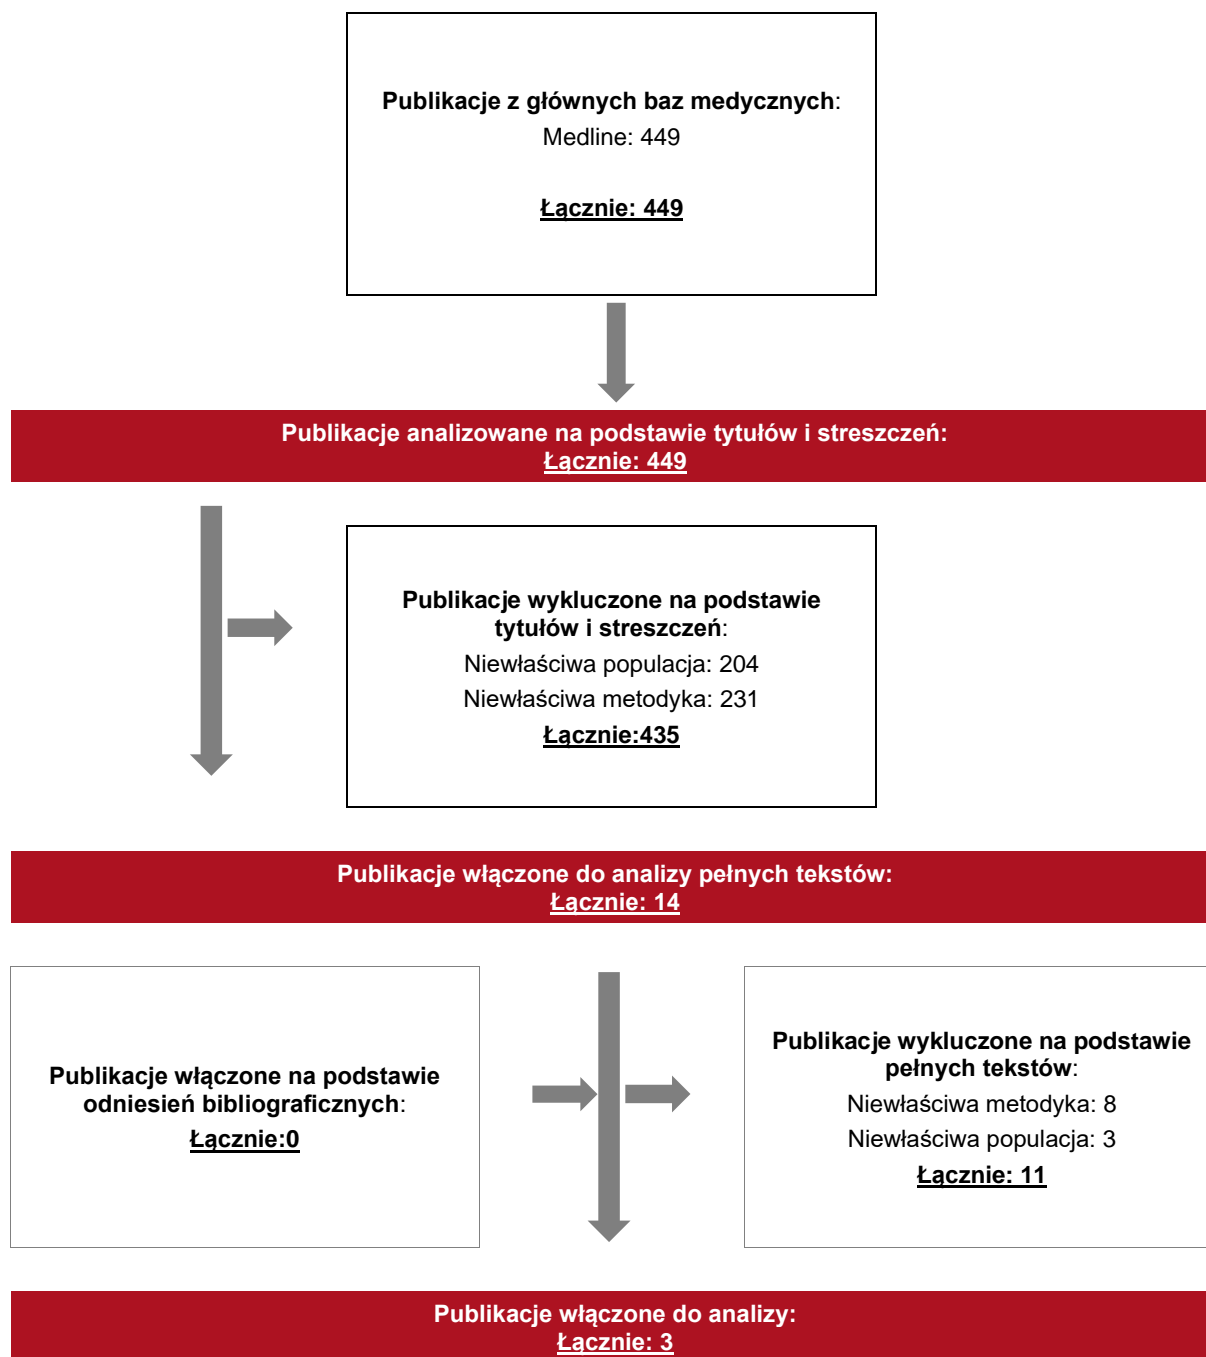 Publikacje z głównych baz medycznych:
Medline: 449
Łącznie: 449
Publikacje analizowane na podstawie tytułów i streszczeń:
Łącznie: 449
Publikacje wykluczone na podstawie
tytułów i streszczeń:
Niewłaściwa populacja: 204
Niewłaściwa metodyka: 231
Łącznie:435
Publikacje włączone do analizy pełnych tekstów:
Łącznie: 14
Publikacje włączone na podstawie
odniesień bibliograficznych:
Łącznie:0
Publikacje wykluczone na podstawie
pełnych tekstów:
Niewłaściwa metodyka: 8
Niewłaściwa populacja: 3
Łącznie: 11
Publikacje włączone do analizy:
Łącznie: 3